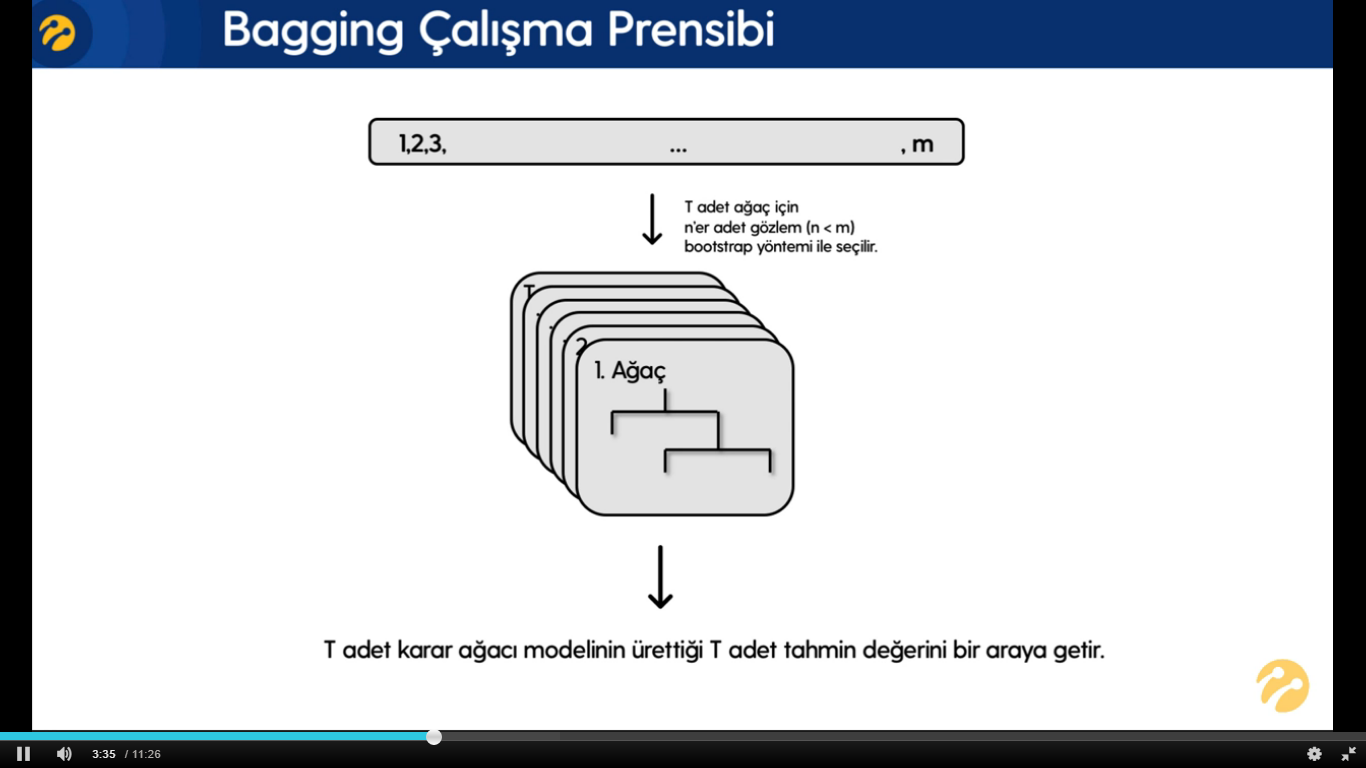 Bagging Çalışma Prensibi
1,2,3, ... , m
T adet ağaç için
n'er adet gözlem (n < m)
bootstrap yöntemi ile seçilir.
T
2
1. Ağaç
T adet karar ağacı modelinin ürettiği T adet tahmin değerini bir araya getir.
3:35 / 11:26